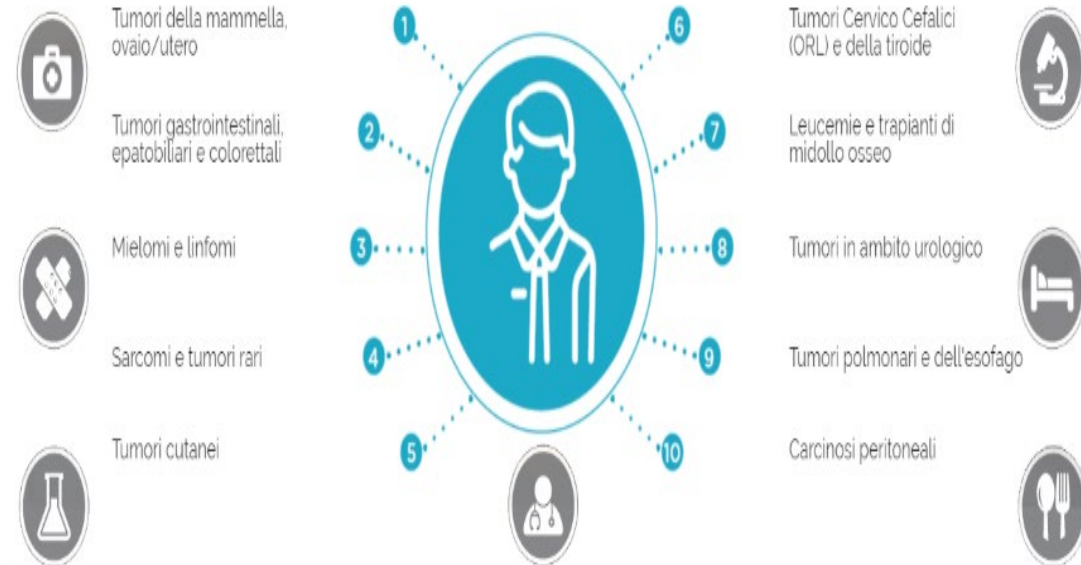 Tumori della mammella,
ovaio/utero
Tumori gastrointestinali,
epatobiliari e colorettali
Mielomi e linfomi
Sarcomi e tumori rari
Tumori cutanei
1
2
3
4
5
6
7
8
9
10
Tumori Cervico Cefalici
(ORL) e della tiroide
Leucemie e trapianti di
midollo osseo
Tumori in ambito urologico
Tumori polmonari e dell'esofago
Carcinosi peritoneali